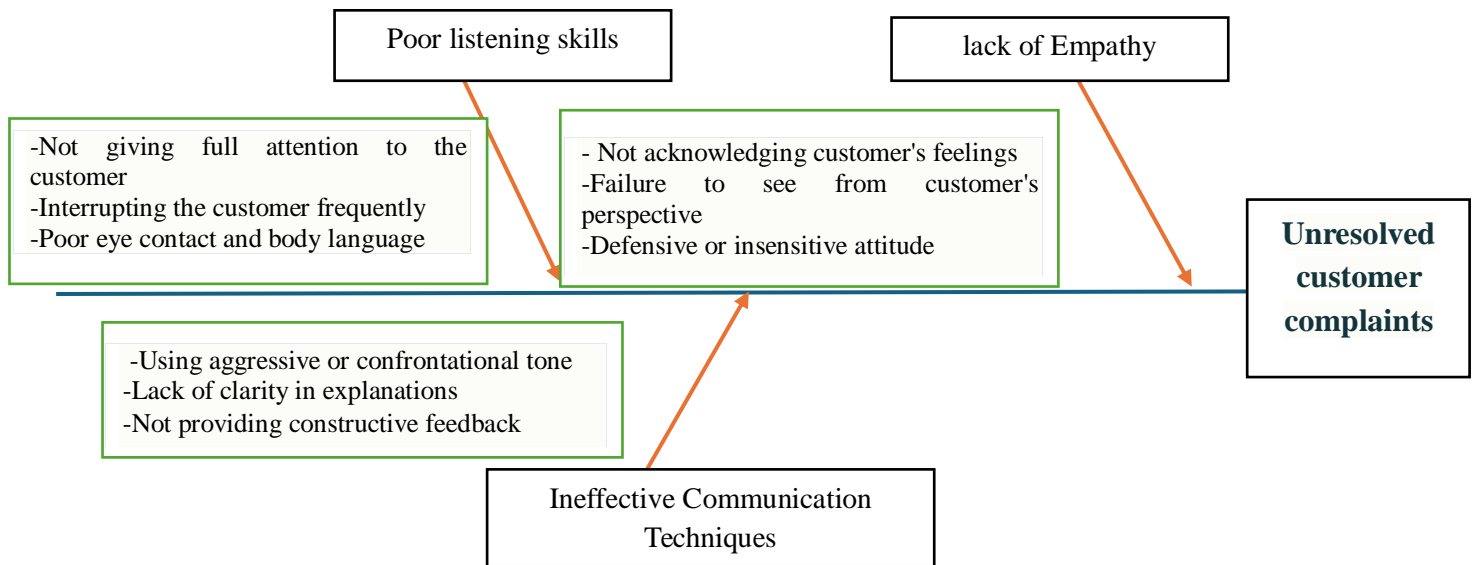 Poor listening skills
lack of Empathy
-Not giving full attention to the
customer
-Interrupting the customer frequently
-Poor eye contact and body language
- Not acknowledging customer's feelings
-Failure to see from customer's
perspective
-Defensive or insensitive attitude
Unresolved
customer
complaints
-Using aggressive or confrontational tone
-Lack of clarity in explanations
-Not providing constructive feedback
Ineffective Communication
Techniques